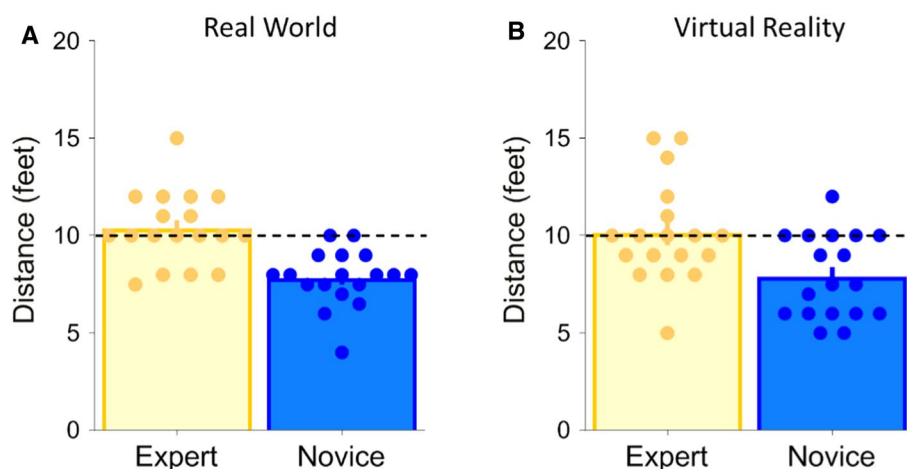 A
Real World
Distance (feet)
20
15
10
5
0
Expert
Novice
B
Virtual Reality
Distance (feet)
20
15
10
5
0
Expert
Novice